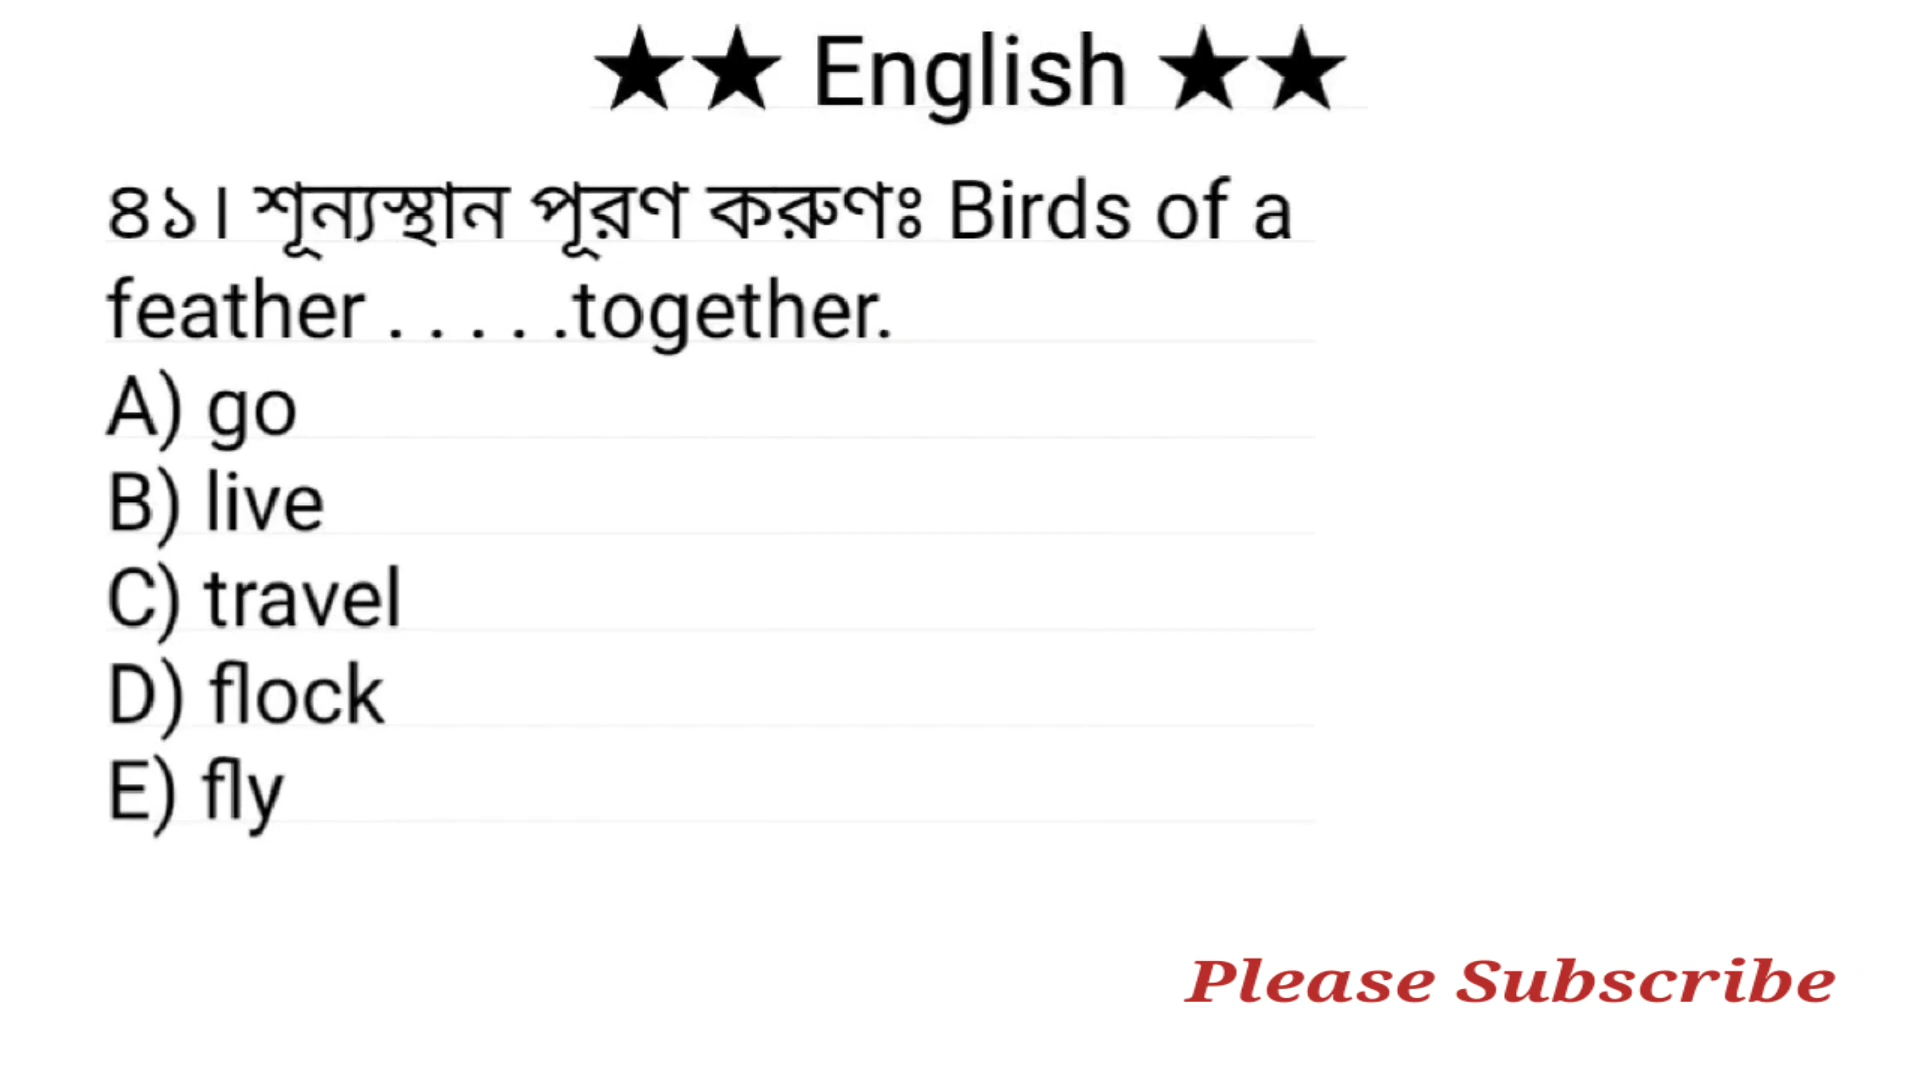 ★★ English ★★
৪১। শূন্যস্থান পূরণ করুণঃ Birds of a
feather . . . . .together.
A) go
B) live
C) travel
D) flock
E) fly
Please Subscribe